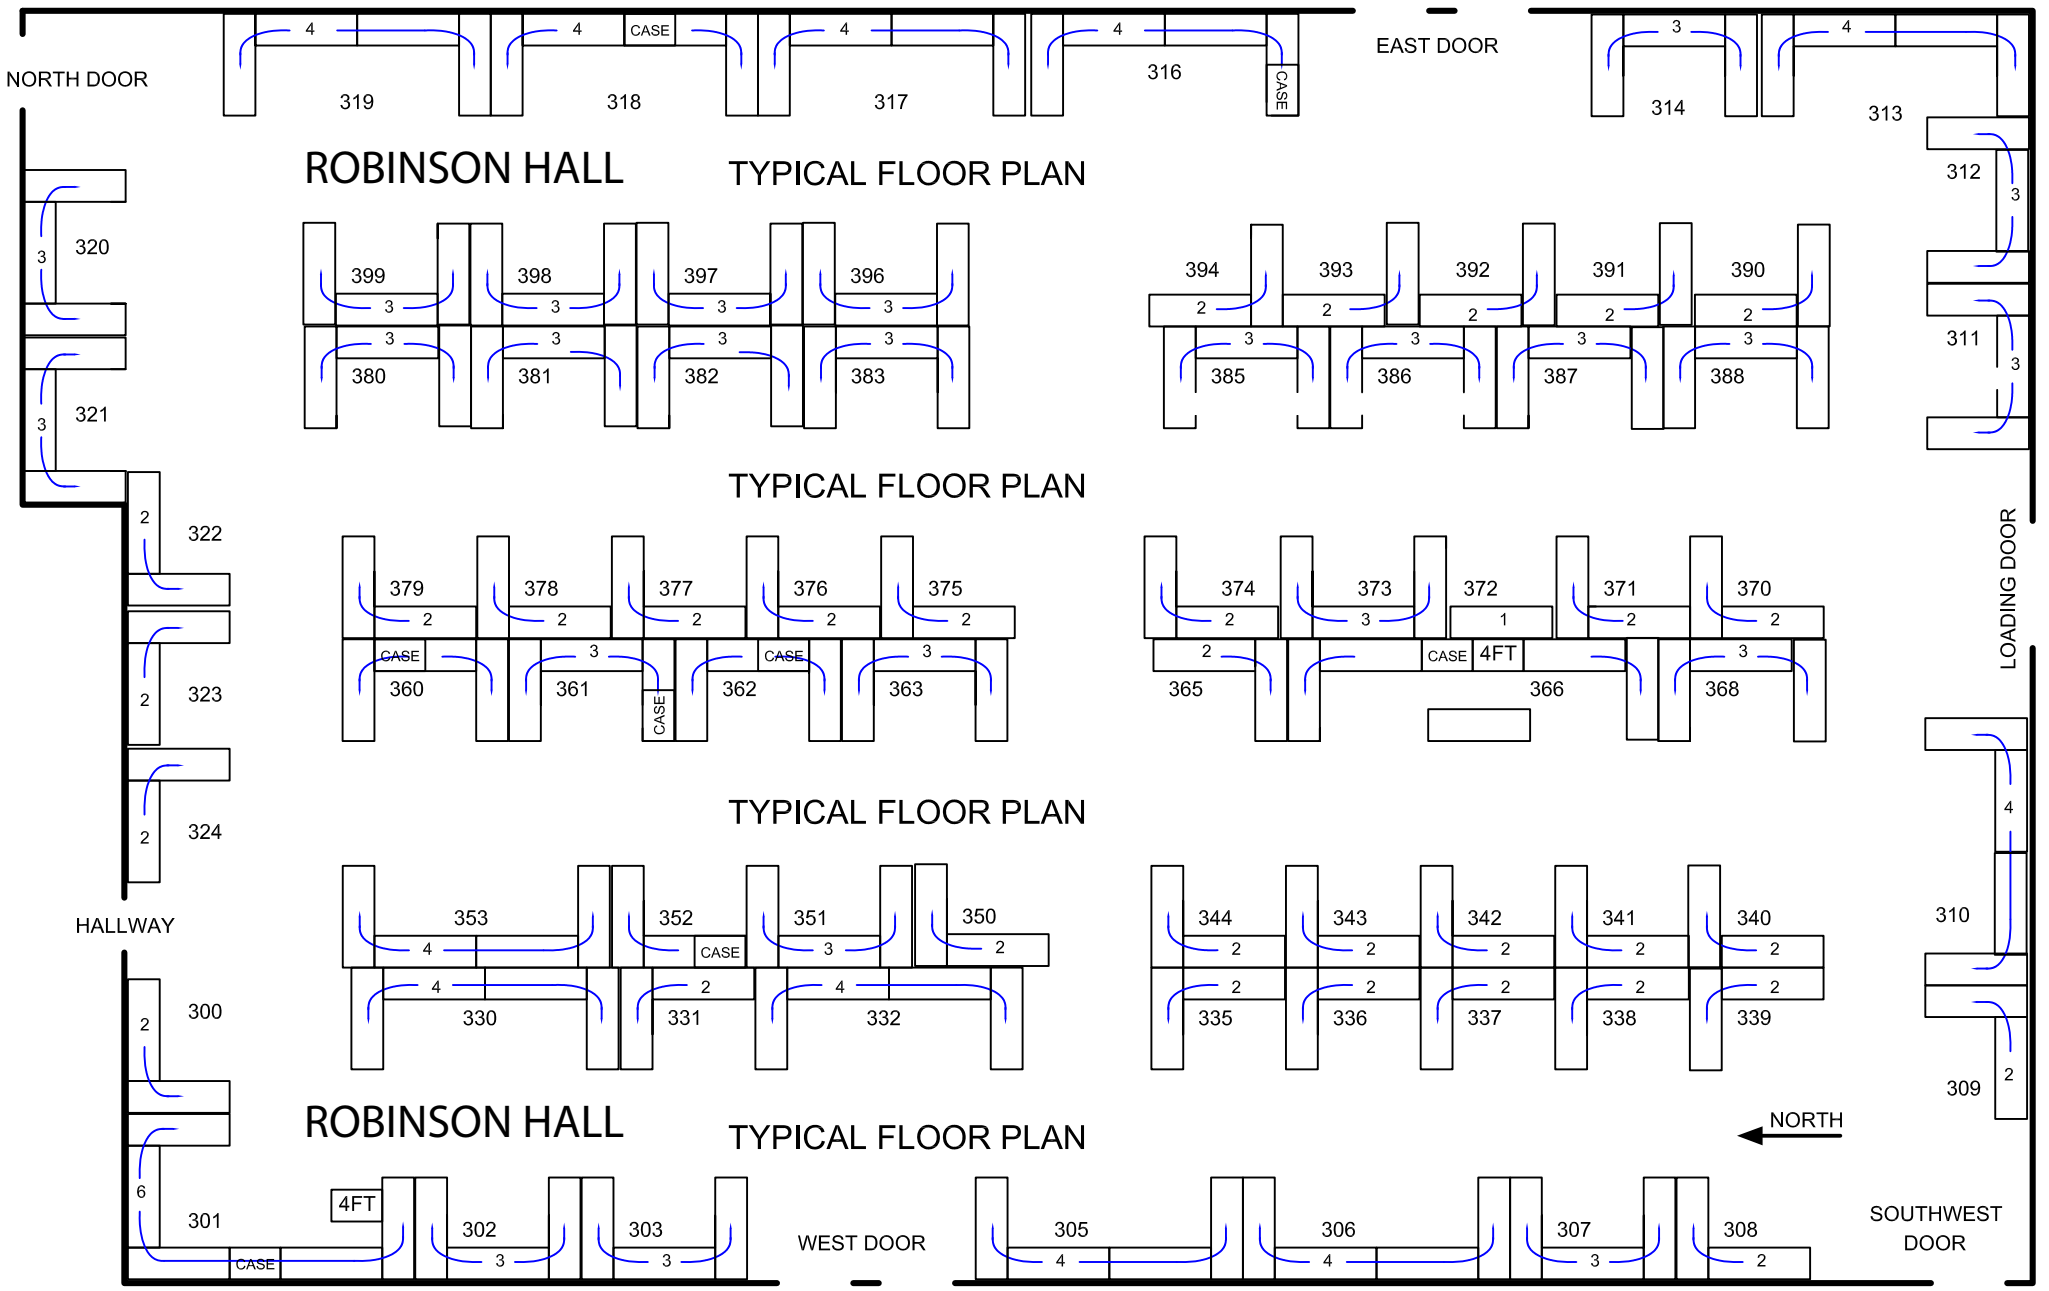 4 4 CASE 4 4 3 4
EAST DOOR
NORTH DOOR
319 318 317 316 CASE 314 313
ROBINSON HALL TYPICAL FLOOR PLAN
312
3
320
3
399 398 397 396 394 393 392 391 390
3 3 3 3 2 2 2 2 2
3 3 3 3 3 3 3 3
380 381 382 383 385 386 387 388
311
3
321
3
TYPICAL FLOOR PLAN
2
322
LOADING DOOR
379 378 377 376 375 374 373 372 371 370
2 2 2 2 2 2 3 1 2 2
CASE 3 CASE 3 2 CASE 4FT 3
360 361 362 363 365 366 368
CASE
323
2
TYPICAL FLOOR PLAN
4
324
2
353 352 351 350 344 343 342 341 340
310
HALLWAY
4 CASE 3 2 2 2 2 2 2
4 2 4 2 2 2 2 2
330 331 332 335 336 337 338 339
300
2
309
2
ROBINSON HALL TYPICAL FLOOR PLAN
NORTH
6
4FT
301 302 303 305 306 307 308
SOUTHWEST
DOOR
WEST DOOR
CASE 3 3 4 4 3 2